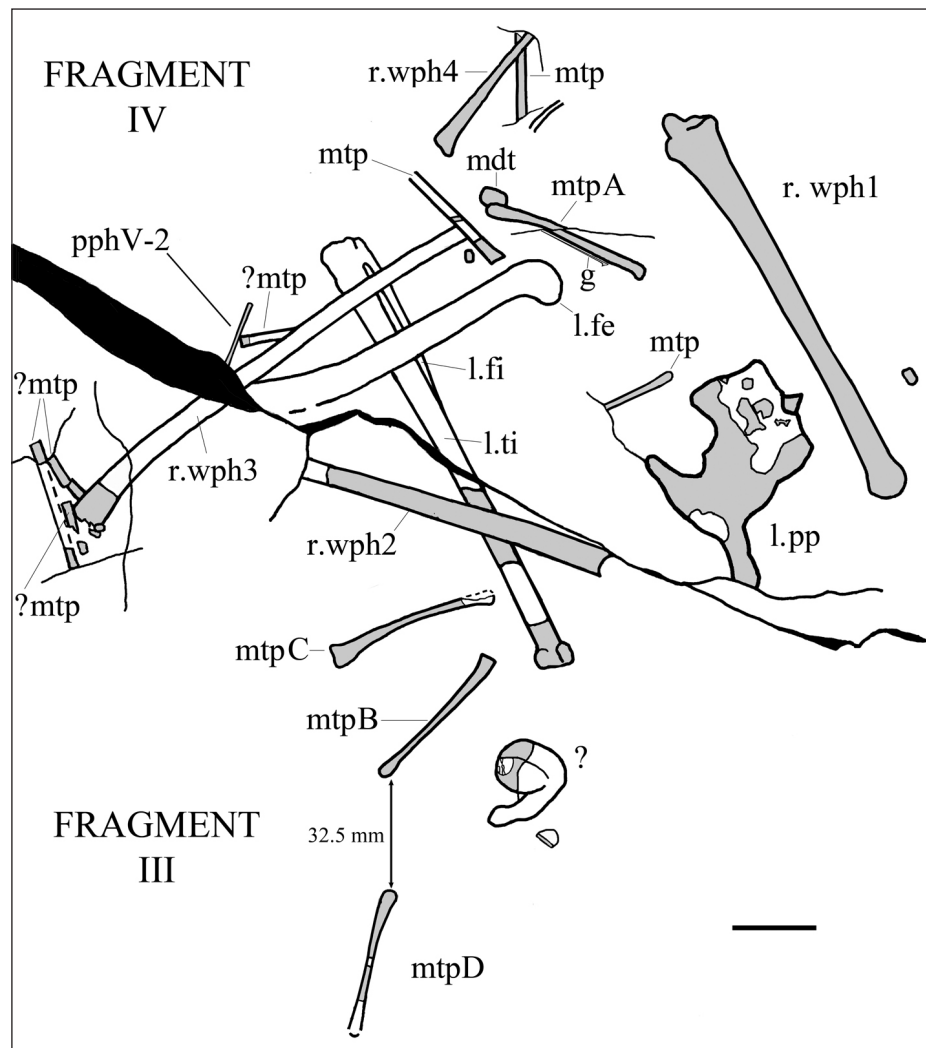 FRAGMENT
IV
r.wph4
mtp
mtp
mdt
mtpA
r. wph1
pphV-2
?mtp
g
l.fe
l.fi
mtp
?mtp
l.ti
r.wph3
r.wph2
l.pp
?mtp
mtpC
mtpB
?
FRAGMENT
III
32.5 mm
mtpD